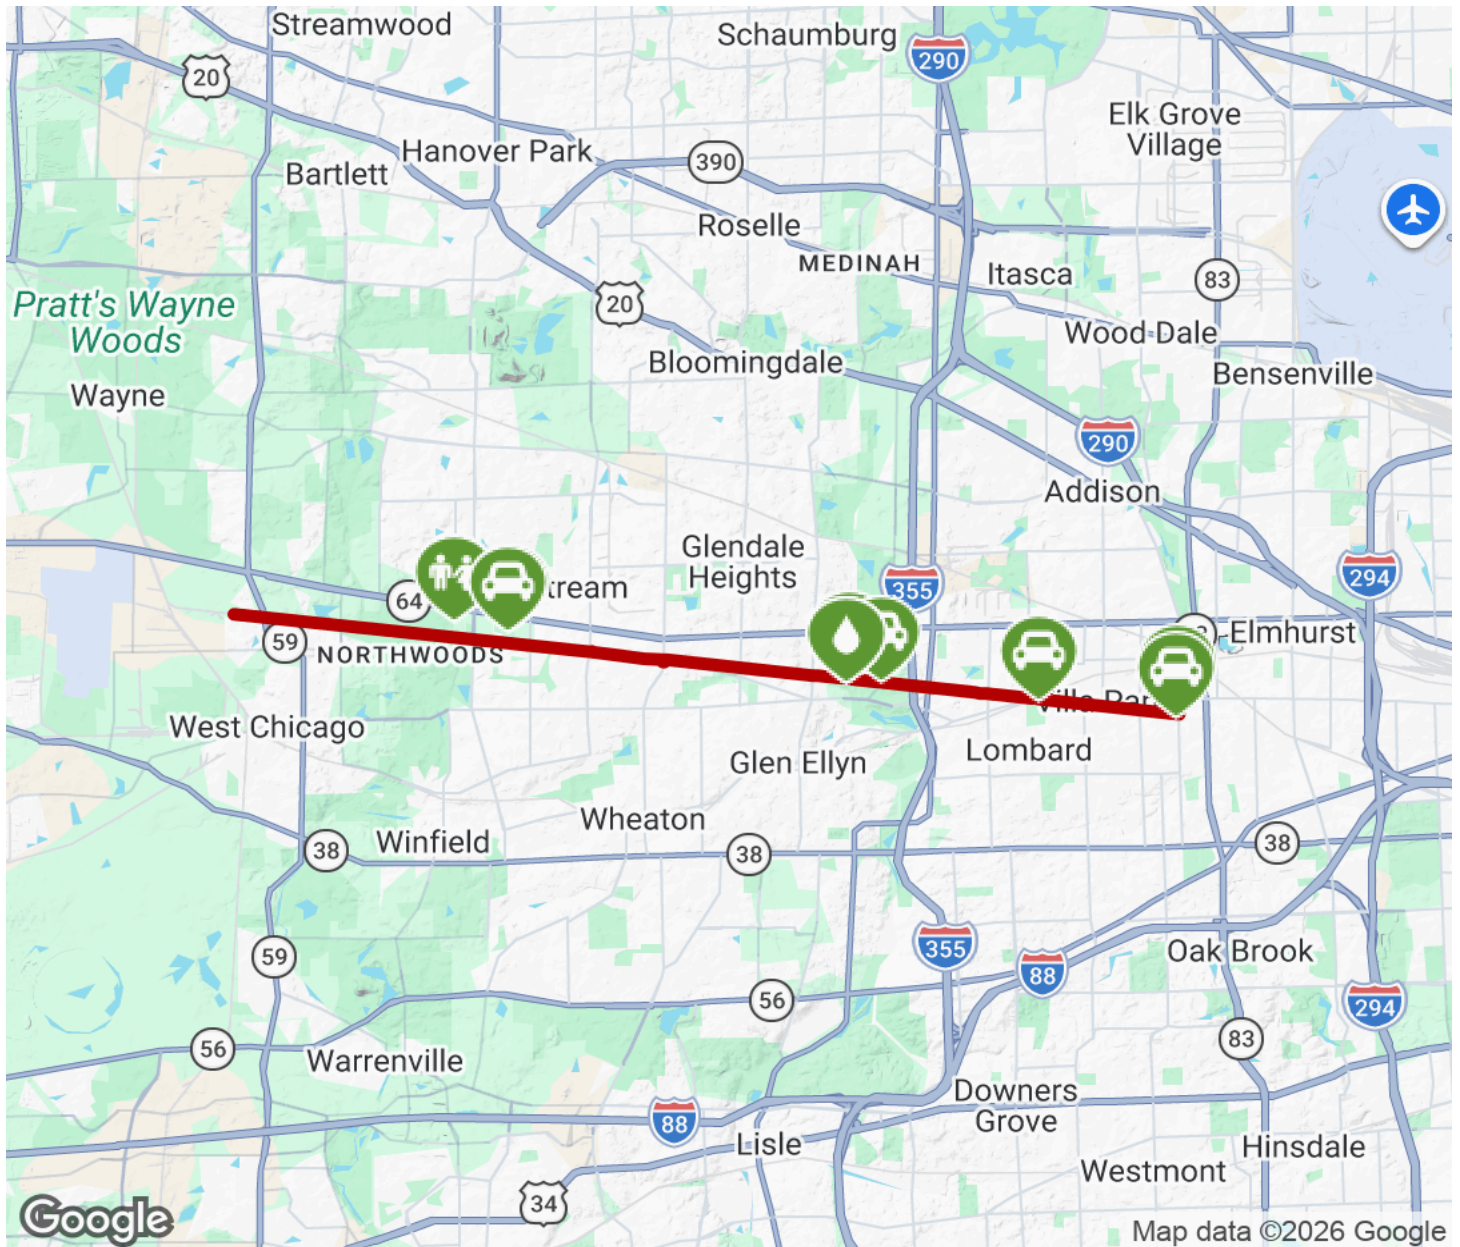 Streamwood
Schaumburg
290
20
Elk Grove
Village
Hanover Park
390
Bartlett
Roselle
MEDINAH
Itasca
83
Pratt's Wayne
Woods
20
Wood Dale
Bloomingdale
Bensenville
Wayne
290
Addison
Glendale
Heights
294
355
64
tream
59
Elmhurst
NORTHWOODS
West Chicago
Lombard
Glen Ellyn
Wheaton
38
Winfield
38
38
355
Oak Brook
59
88
56
294
83
56
Warrenville
Downers
Grove
88
Lisle
Hinsdale
Westmont
34
Google
Map data ©2026 Google